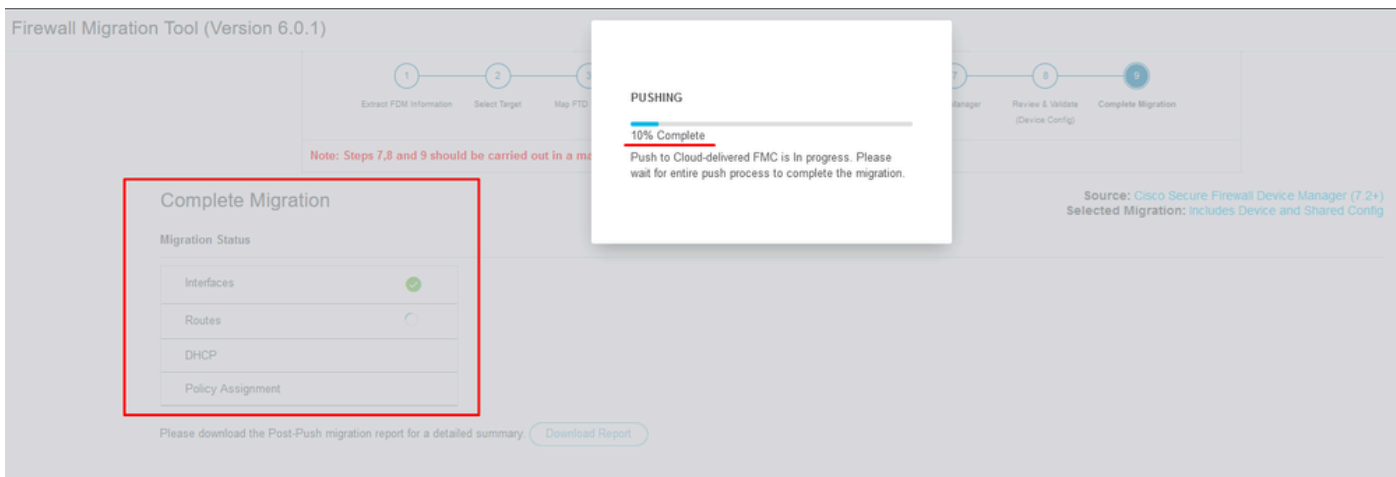 Firewall Migration Tool (Version 6.0.1)
1
2
3
7
8
9
Extract FDM Information
Select Target
Map FTD
Manager
Review & Validate
(Device Config)
Complete Migration
Note: Steps 7,8 and 9 should be carried out in a ma
PUSHING
10% Complete
Push to Cloud-delivered FMC is In progress. Please
wait for entire push process to complete the migration.
Complete Migration
Source: Cisco Secure Firewall Device Manager (7.2+)
Selected Migration: Includes Device and Shared Config
Migration Status
Interfaces
Routes
DHCP
Policy Assignment
Please download the Post-Push migration report for a detailed summary.
Download Report